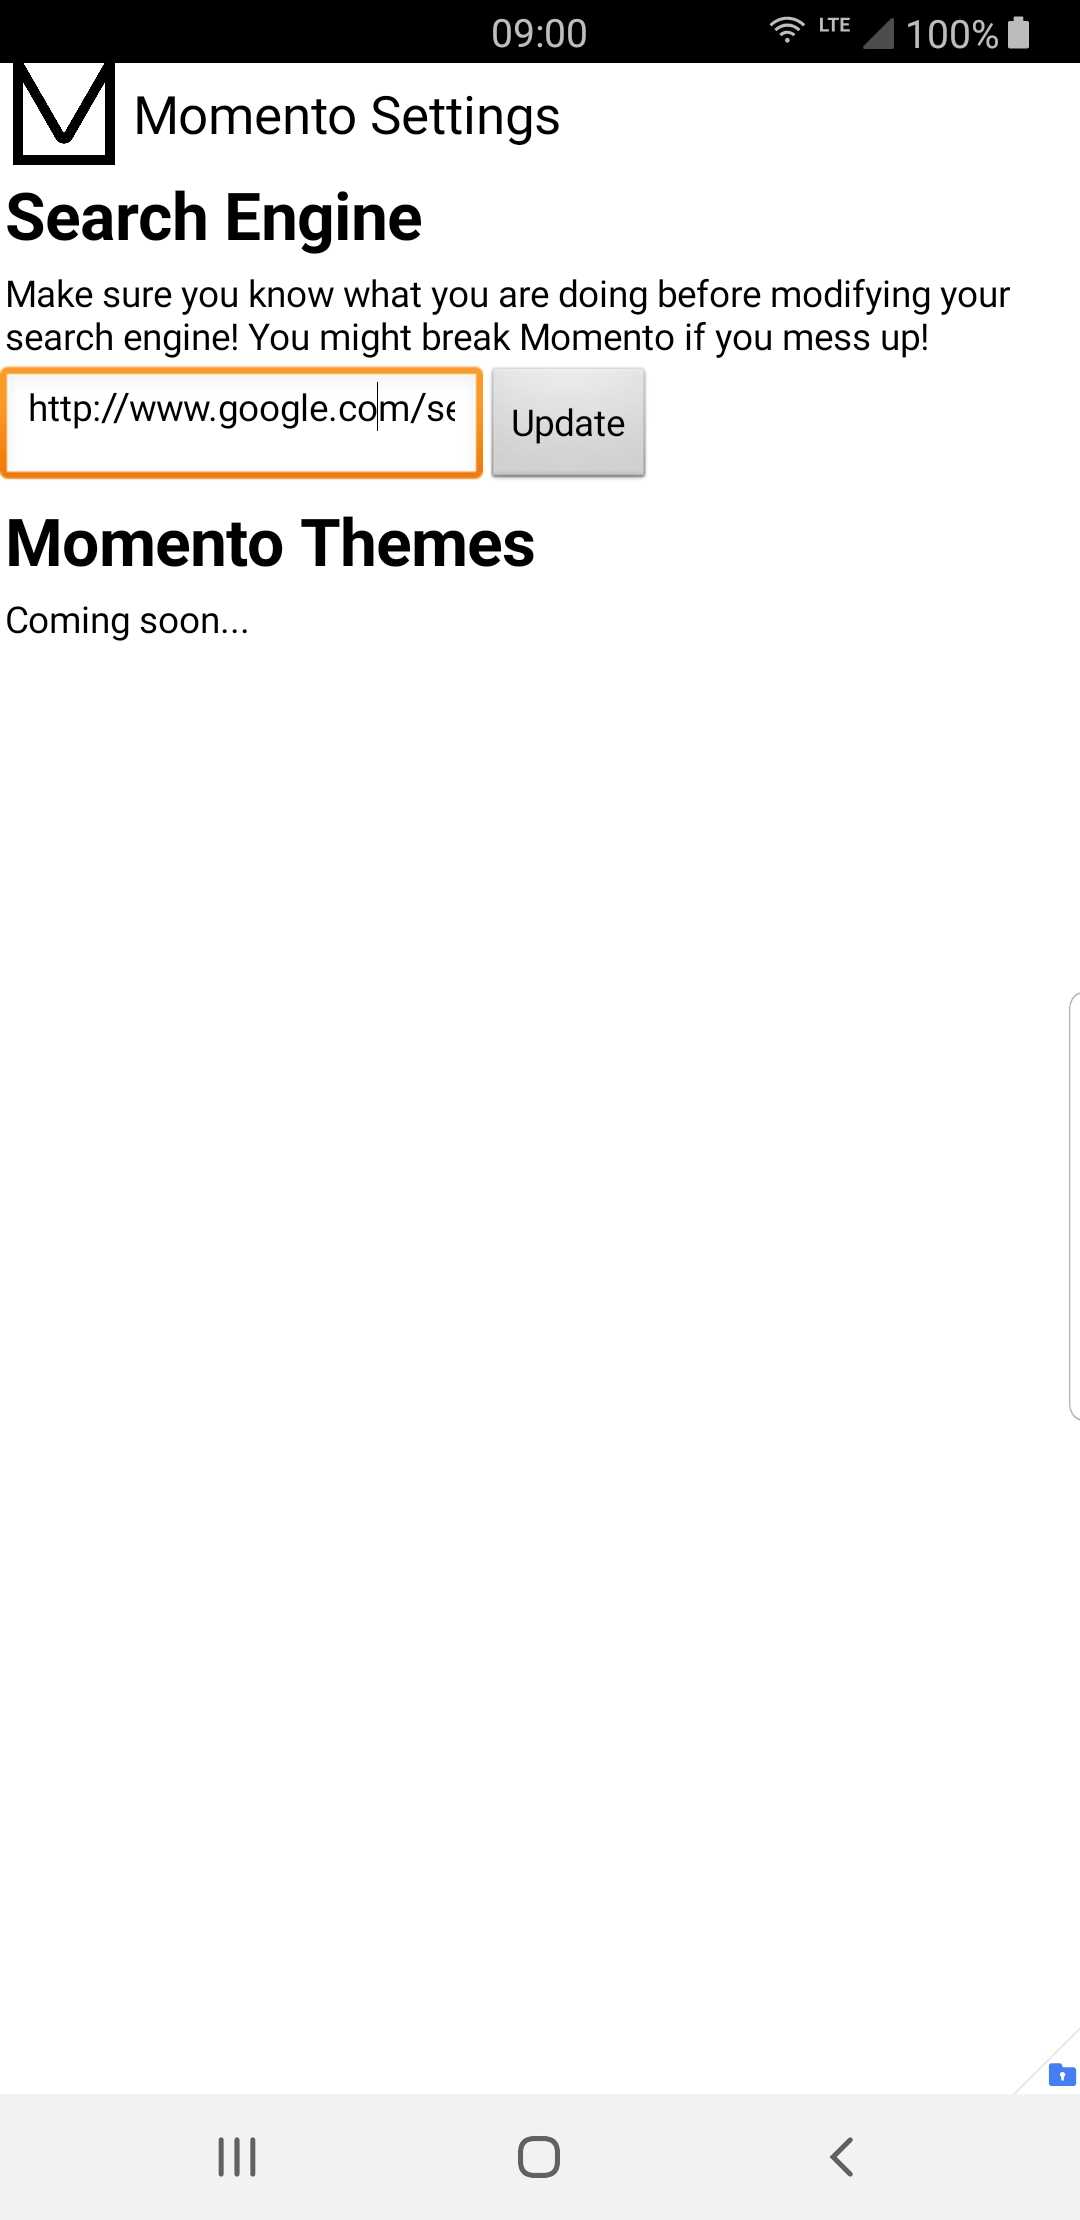 09:00 LTE 100%
Momento Settings
Search Engine
Make sure you know what you are doing before modifying your
search engine! You might break Momento if you mess up!
http://www.google.com/se
Update
Momento Themes
Coming soon...